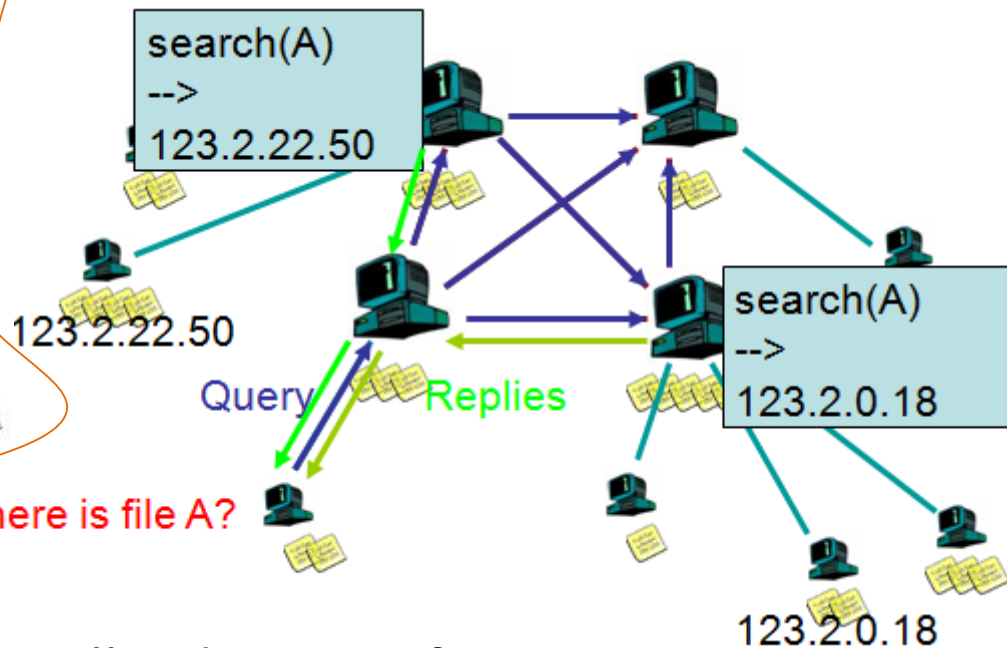 search(A)
-->
123.2.22.50
123.2.22.50
search(A)
-->
123.2.0.18
Query
Replies
here is file A?
123.2.0.18